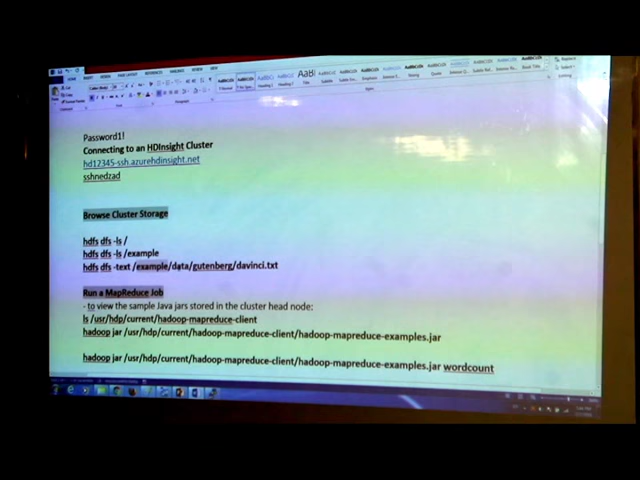 Password1!
Connecting to an HDInsight Cluster
hd12345-ssh.azurehdinsight.net
sshnedzad
Browse Cluster Storage
hdfs dfs -ls /
hdfs dfs -ls /example
hdfs dfs -text /example/data/gutenberg/davinci.txt
Run a MapReduce Job
- to view the sample Java jars stored in the cluster head node:
ls /usr/hdp/current/hadoop-mapreduce-client
hadoop jar /usr/hdp/current/hadoop-mapreduce-client/hadoop-mapreduce-examples.jar
hadoop jar /usr/hdp/current/hadoop-mapreduce-client/hadoop-mapreduce-examples.jar wordcount